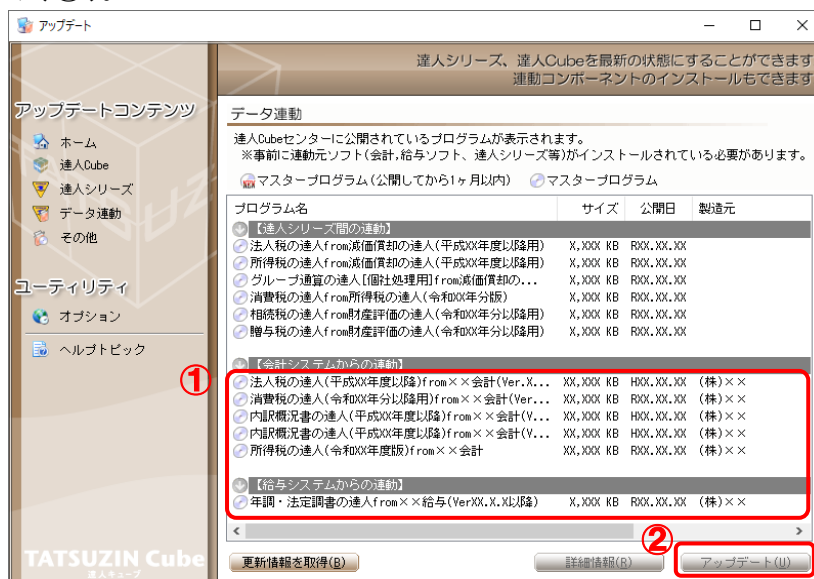 アップデート
達人シリーズ、達人Cubeを最新の状態にすることができます
連動コンポーネントのインストールもできます
アップデートコンテンツ
ホーム
達人Cube
達人シリーズ
データ連動
その他
ユーティリティ
オプション
ヘルプトピック
データ連動
達人Cubeセンターに公開されているプログラムが表示されます。
※事前に連動元ソフト(会計,給与ソフト、達人シリーズ等)がインストールされている必要があります。
マスタープログラム(公開してから1ヶ月以内) マスタープログラム
プログラム名 サイズ 公開日 製造元
【達人シリーズ間の連動】
法人税の達人from減価償却の達人(平成XX年度以降用) X,XXX KB RXX.XX.XX
所得税の達人from減価償却の達人(平成XX年度以降用) X,XXX KB RXX.XX.XX
グループ通算の達人[個社処理用]from減価償却の... X,XXX KB RXX.XX.XX
消費税の達人from所得税の達人(令和XX年分版) X,XXX KB RXX.XX.XX
相続税の達人from財産評価の達人(令和XX年分以降用) X,XXX KB RXX.XX.XX
贈与税の達人from財産評価の達人(令和XX年分以降用) X,XXX KB RXX.XX.XX
【会計システムからの連動】
①
法人税の達人(平成XX年度以降)from××会計(Ver.X... XX,XXX KB HXX.XX.XX (株)××
消費税の達人(令和XX年分以降用)from××会計(Ver... XX,XXX KB RXX.XX.XX (株)××
内訳概況書の達人(平成XX年度以降)from××会計(V... XX,XXX KB RXX.XX.XX (株)××
内訳概況書の達人(平成XX年度以降)from××会計(V... XX,XXX KB RXX.XX.XX (株)××
所得税の達人(令和XX年度版)from××会計 XX,XXX KB RXX.XX.XX (株)××
【給与システムからの連動】
年調・法定調書の達人from××給与(VerXX.X.X以降) X,XXX KB RXX.XX.XX (株)××
②
更新情報を取得(B) 詳細情報(R) アップデート(U)
TATSUZIN Cube
達人キューブ